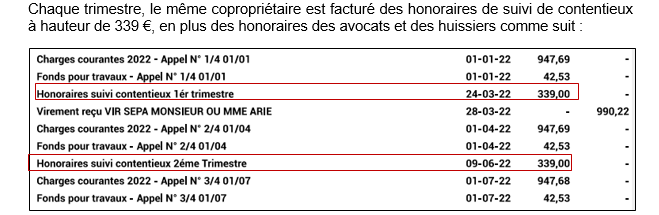 Chaque trimestre, le même copropriétaire est facturé des honoraires de suivi de contentieux
à hauteur de 339 €, en plus des honoraires des avocats et des huissiers comme suit :
Charges courantes 2022 - Appel N° 1/4 01/01 01-01-22 947,69 -
Fonds pour travaux - Appel N° 1/4 01/01 01-01-22 42,53 -
Honoraires suivi contentieux 1ér trimestre 24-03-22 339,00 -
Virement reçu VIR SEPA MONSIEUR OU MME ARIE 28-03-22 - 990,22
Charges courantes 2022 - Appel N° 2/4 01/04 01-04-22 947,69 -
Fonds pour travaux - Appel N° 2/4 01/04 01-04-22 42,53 -
Honoraires suivi contentieux 2éme Trimestre 09-06-22 339,00 -
Charges courantes 2022 - Appel N° 3/4 01/07 01-07-22 947,68 -
Fonds pour travaux - Appel N° 3/4 01/07 01-07-22 42,53 -